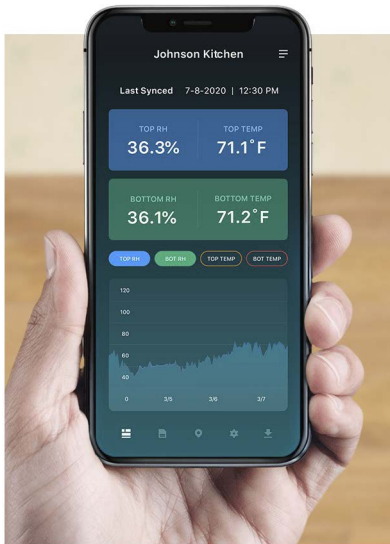 Johnson Kitchen
Last Synced 7-8-2020 | 12:30 PM
TOP RH TOP TEMP
36.3% 71.1°F
BOTTOM RH BOTTOM TEMP
36.1% 71.2°F
TOP RH BOT RH TOP TEMP BOT TEMP
120
100
80
60
40
0 3/5 3/6 3/7